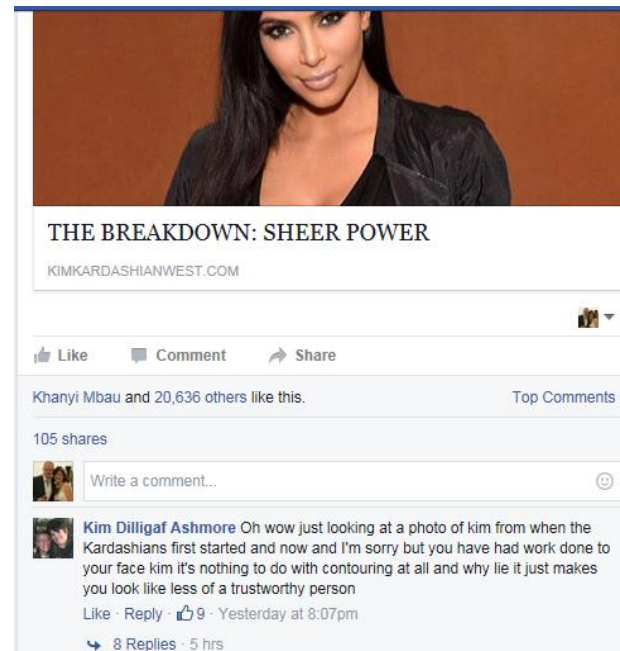 THE BREAKDOWN: SHEER POWER
KIMKARDASHIANWEST.COM
Like Comment Share
Khanyi Mbau and 20,636 others like this. Top Comments
105 shares
Write a comment...
Kim Dilligaf Ashmore Oh wow just looking at a photo of kim from when the
Kardashians first started and now and I'm sorry but you have had work done to
your face kim it's nothing to do with contouring at all and why lie it just makes
you look like less of a trustworthy person
Like · Reply · 9 · Yesterday at 8:07pm
8 Replies · 5 hrs